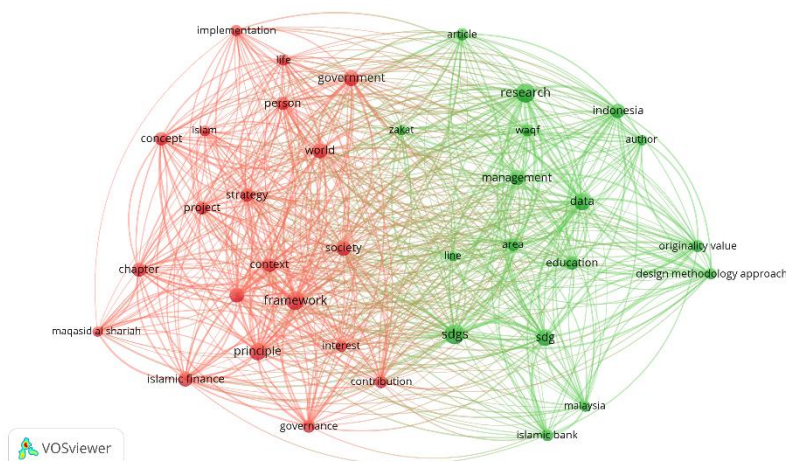 implementation
article
life
government
research
person
indonesia
islam
zakat
waqf
concept
author
world
management
strategy
project
data
society
area
originality value
line
context
education
chapter
design methodology approach
framework
maqasid al shariah
sdgs
sdg
principle
interest
islamic finance
contribution
malaysia
governance
islamic bank
VOSviewer